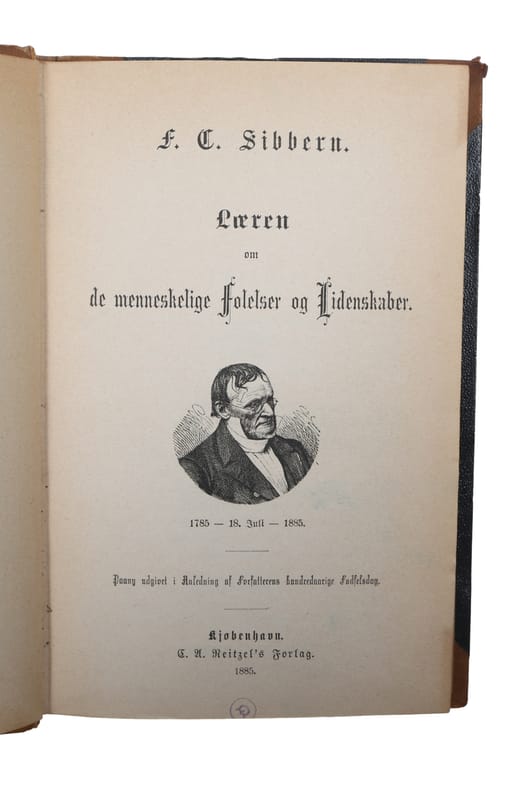 F. C. Sibbern.
Læren
om
de menneskelige Følelser og Lidenskaber.
1785 — 18. Juli — 1885.
Paany udgivet i Anledning af Forfatterens hundredaarige Fødselsdag.
Kjøbenhavn.
C. A. Reitzel's Forlag.
1885.